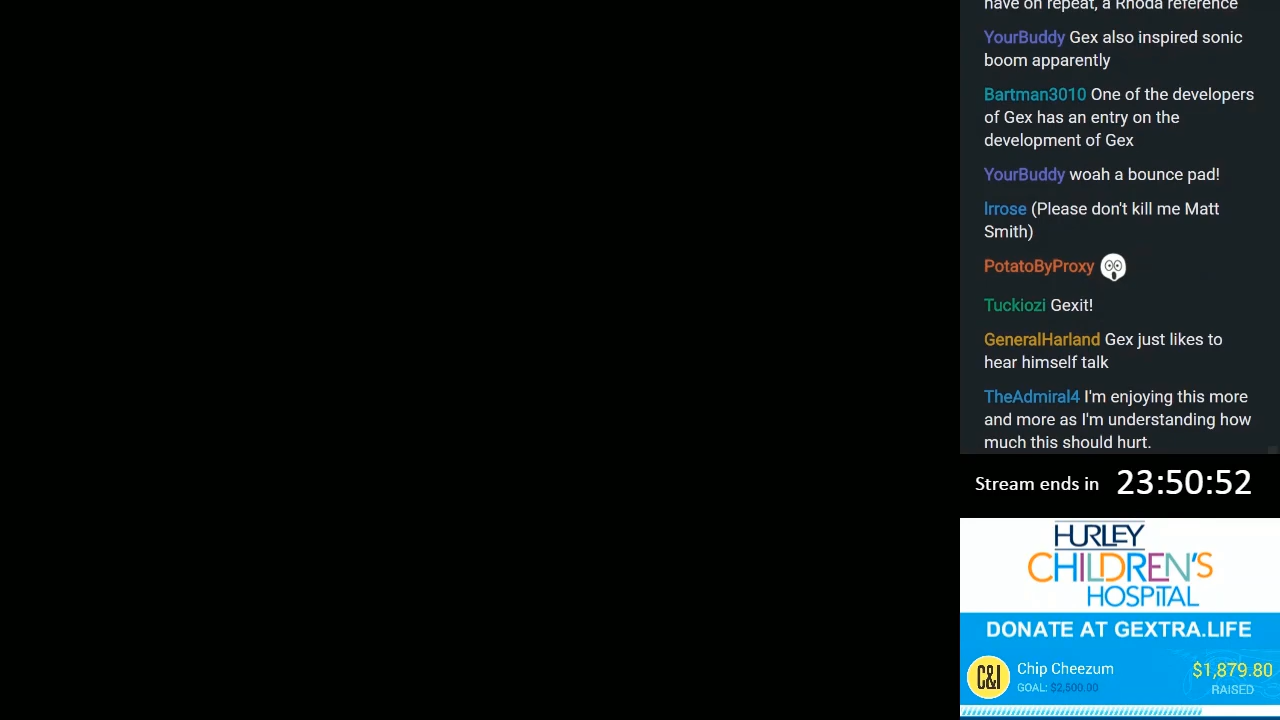 have on repeat, a Rhoda reference
YourBuddy Gex also inspired sonic
boom apparently
Bartman3010 One of the developers
of Gex has an entry on the
development of Gex
YourBuddy woah a bounce pad!
lrrose (Please don't kill me Matt
Smith)
PotatoByProxy
Tuckiozi Gexit!
GeneralHarland Gex just likes to
hear himself talk
TheAdmiral4 I'm enjoying this more
and more as I'm understanding how
much this should hurt.
Stream ends in 23:50:52
HURLEY
CHILDREN'S
HOSPITAL
DONATE AT GEXTRA.LIFE
C&I
Chip Cheezum $1,879.80
GOAL: $2,500.00 RAISED